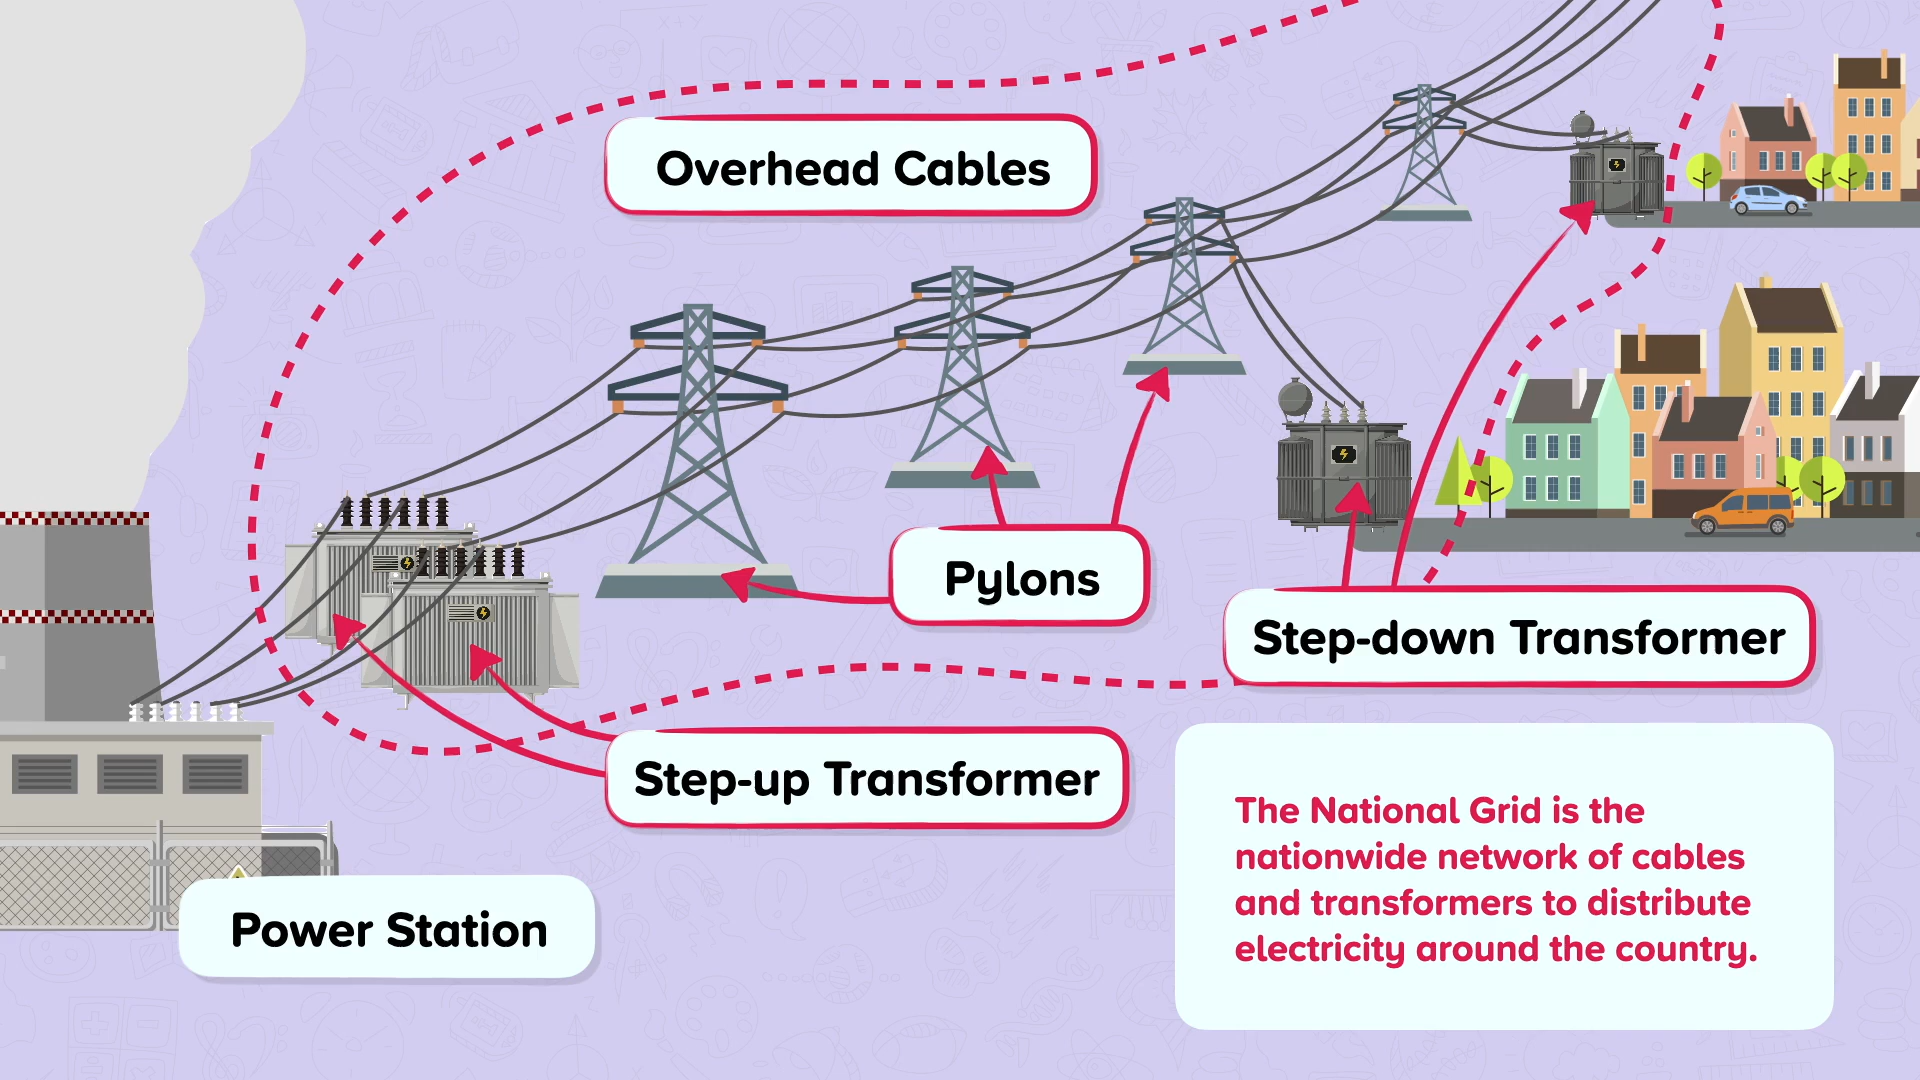 Overhead Cables
Pylons
Step-down Transformer
Step-up Transformer
Power Station
The National Grid is the
nationwide network of cables
and transformers to distribute
electricity around the country.